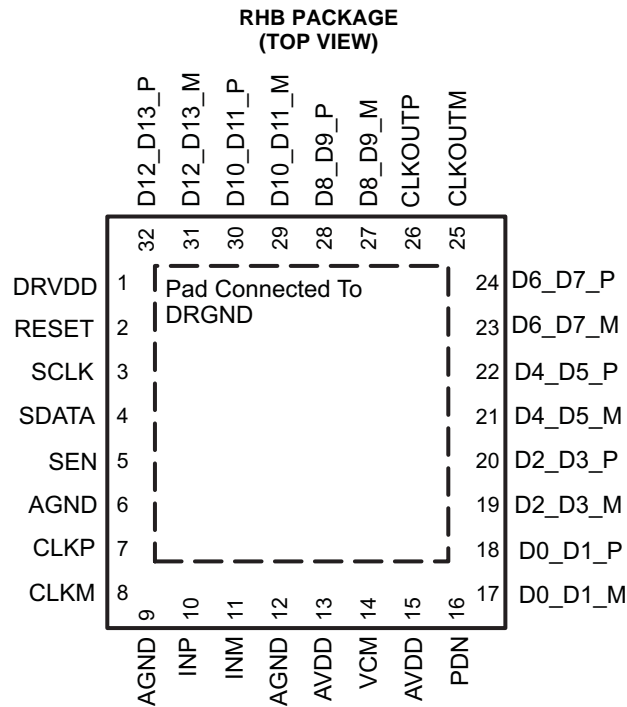 RHB PACKAGE
(TOP VIEW)
D12_D13_P
D12_D13_M
D10_D11_P
D10_D11_M
D8_D9_P
D8_D9_M
CLKOUTP
CLKOUTM
32
31
30
29
28
27
26
25
DRVDD 1
RESET 2
SCLK 3
SDATA 4
SEN 5
AGND 6
CLKP 7
CLKM 8
Pad Connected To
DRGND
24 D6_D7_P
23 D6_D7_M
22 D4_D5_P
21 D4_D5_M
20 D2_D3_P
19 D2_D3_M
18 D0_D1_P
17 D0_D1_M
9
10
11
12
13
14
15
16
AGND
INP
INM
AGND
AVDD
VCM
AVDD
PDN